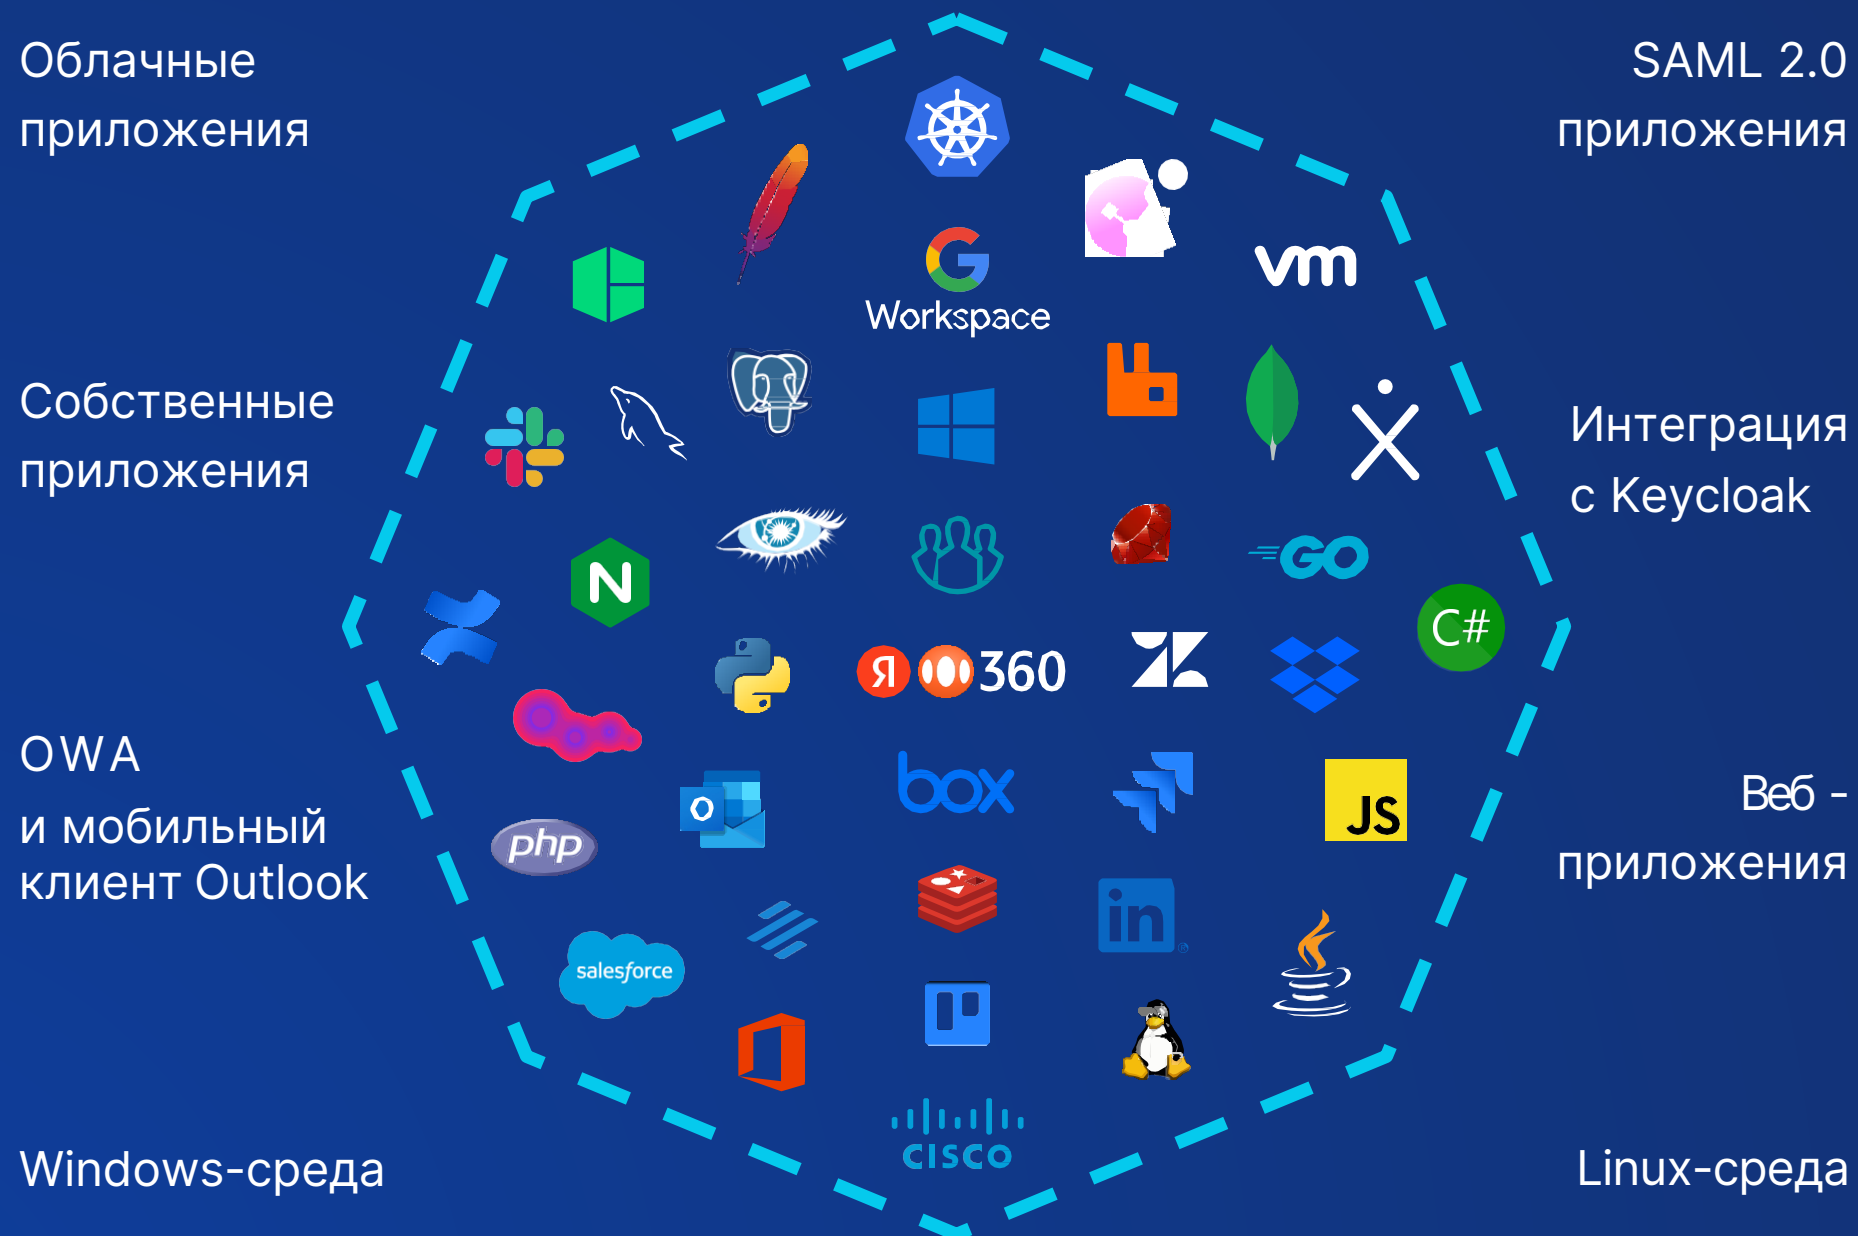 Облачные
приложения
SAML 2.0
приложения
Workspace
vm
Собственные
приложения
Интеграция
с Keycloak
GO
N
C#
Я 360
OWA
и мобильный
клиент Outlook
box
JS
Веб -
приложения
php
in
salesforce
CISCO
Windows-среда
Linux-среда